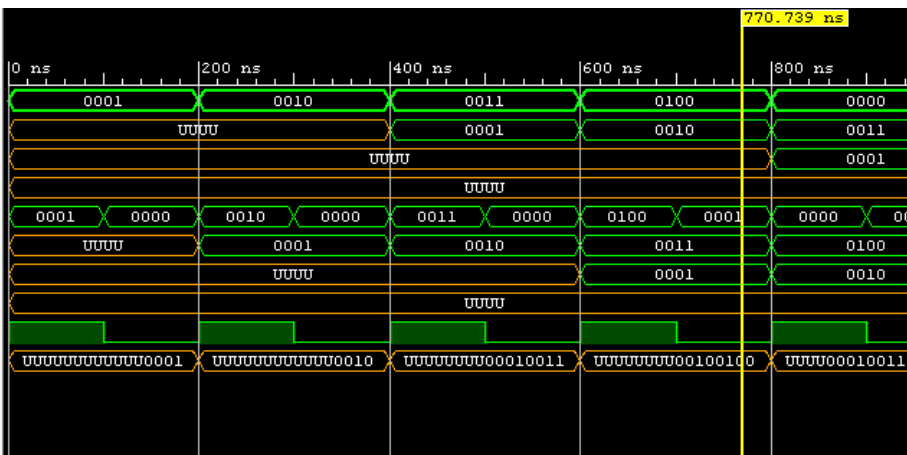 770.739 ns
0 ns 200 ns 400 ns 600 ns 800 ns
0001 0010 0011 0100 0000
UUUU 0001 0010 0011
UUUU 0001
UUUU
0001 0000 0010 0000 0011 0000 0100 0001 0000
UUUU 0001 0010 0011 0100
UUUU 0001 0010
UUUU
UUUUUUUUUUUU0001 UUUUUUUUUUUU0010 UUUUUUUU00010011 UUUUUUUU00100100 UUUU00010011